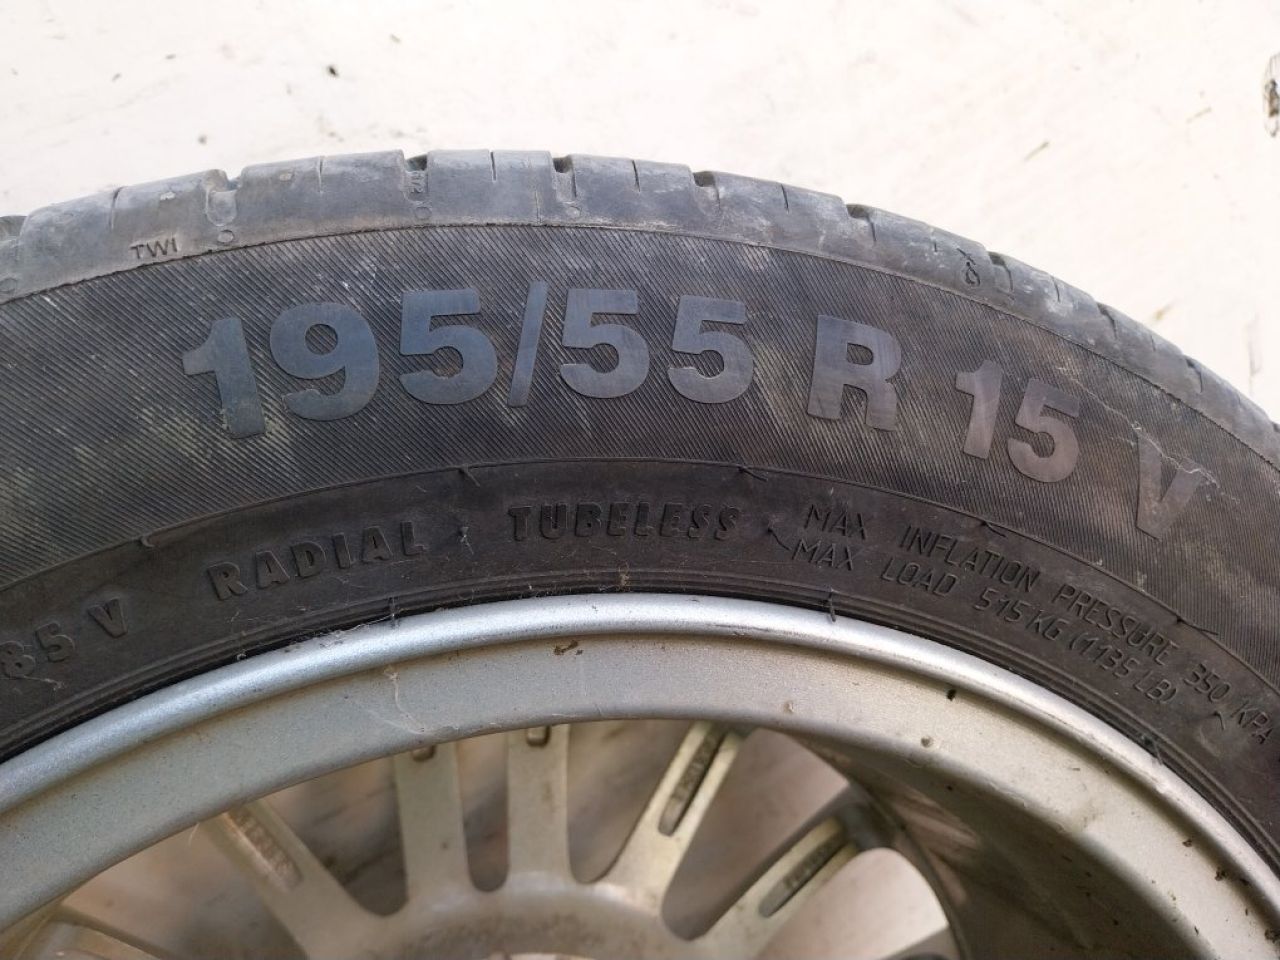 TWI
195/55 R 15 V
85 V RADIAL TUBELESS
MAX INFLATION PRESSURE 350 KPA
MAX LOAD 515 KG (1135 LB)